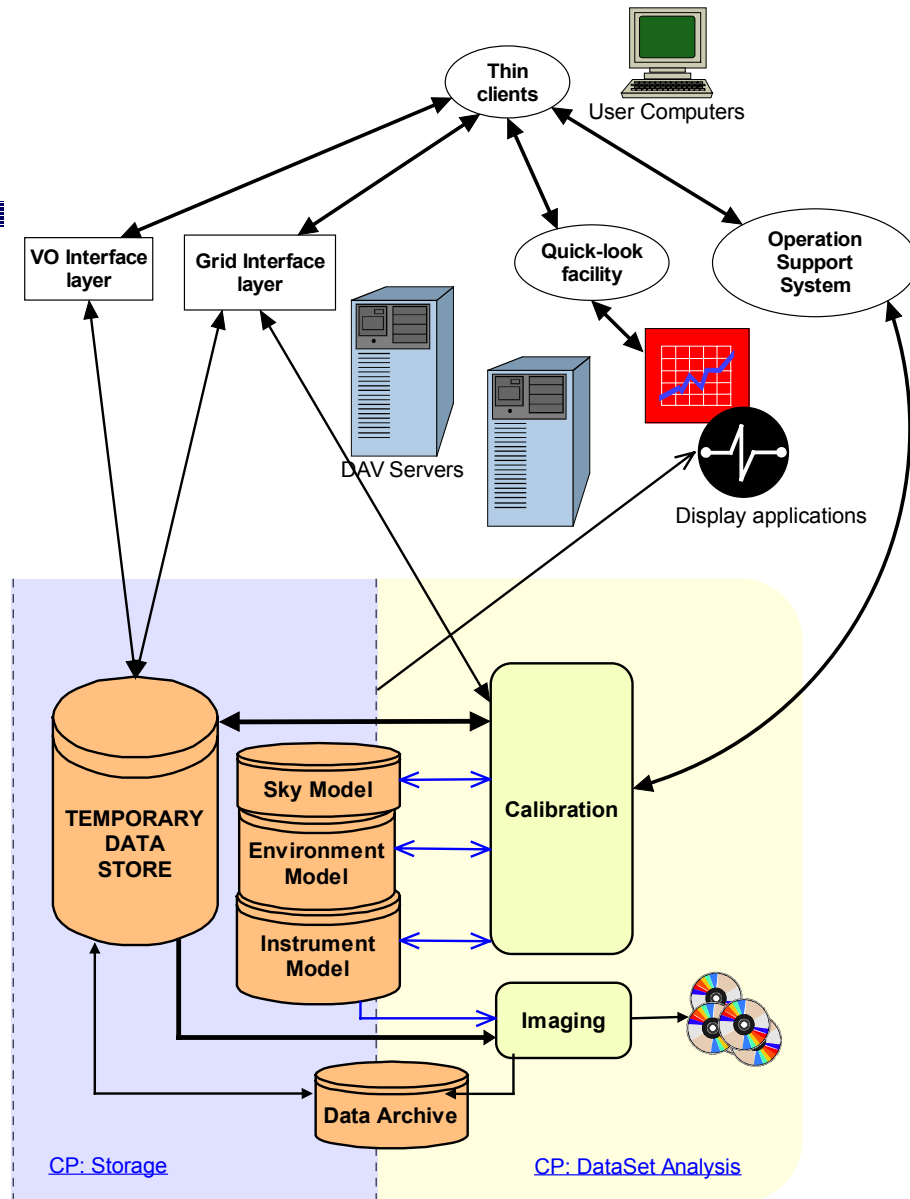 Thin
clients
User Computers
VO Interface
layer
Grid Interface
layer
Quick-look
facility
Operation
Support
System
DAV Servers
Display applications
TEMPORARY
DATA
STORE
Sky Model
Environment
Model
Instrument
Model
Calibration
Imaging
Data Archive
CP: Storage
CP: DataSet Analysis